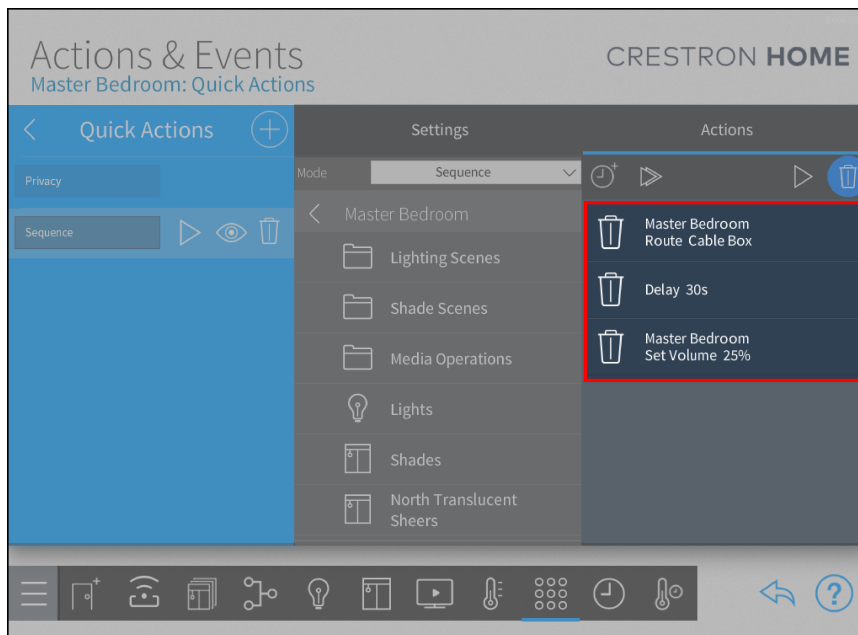 Actions & Events
Master Bedroom: Quick Actions
CRESTRON HOME
Quick Actions
Privacy
Sequence
Settings
Mode
Sequence
Master Bedroom
Lighting Scenes
Shade Scenes
Media Operations
Lights
Shades
North Translucent
Sheers
Actions
Master Bedroom
Route Cable Box
Delay 30s
Master Bedroom
Set Volume 25%
?